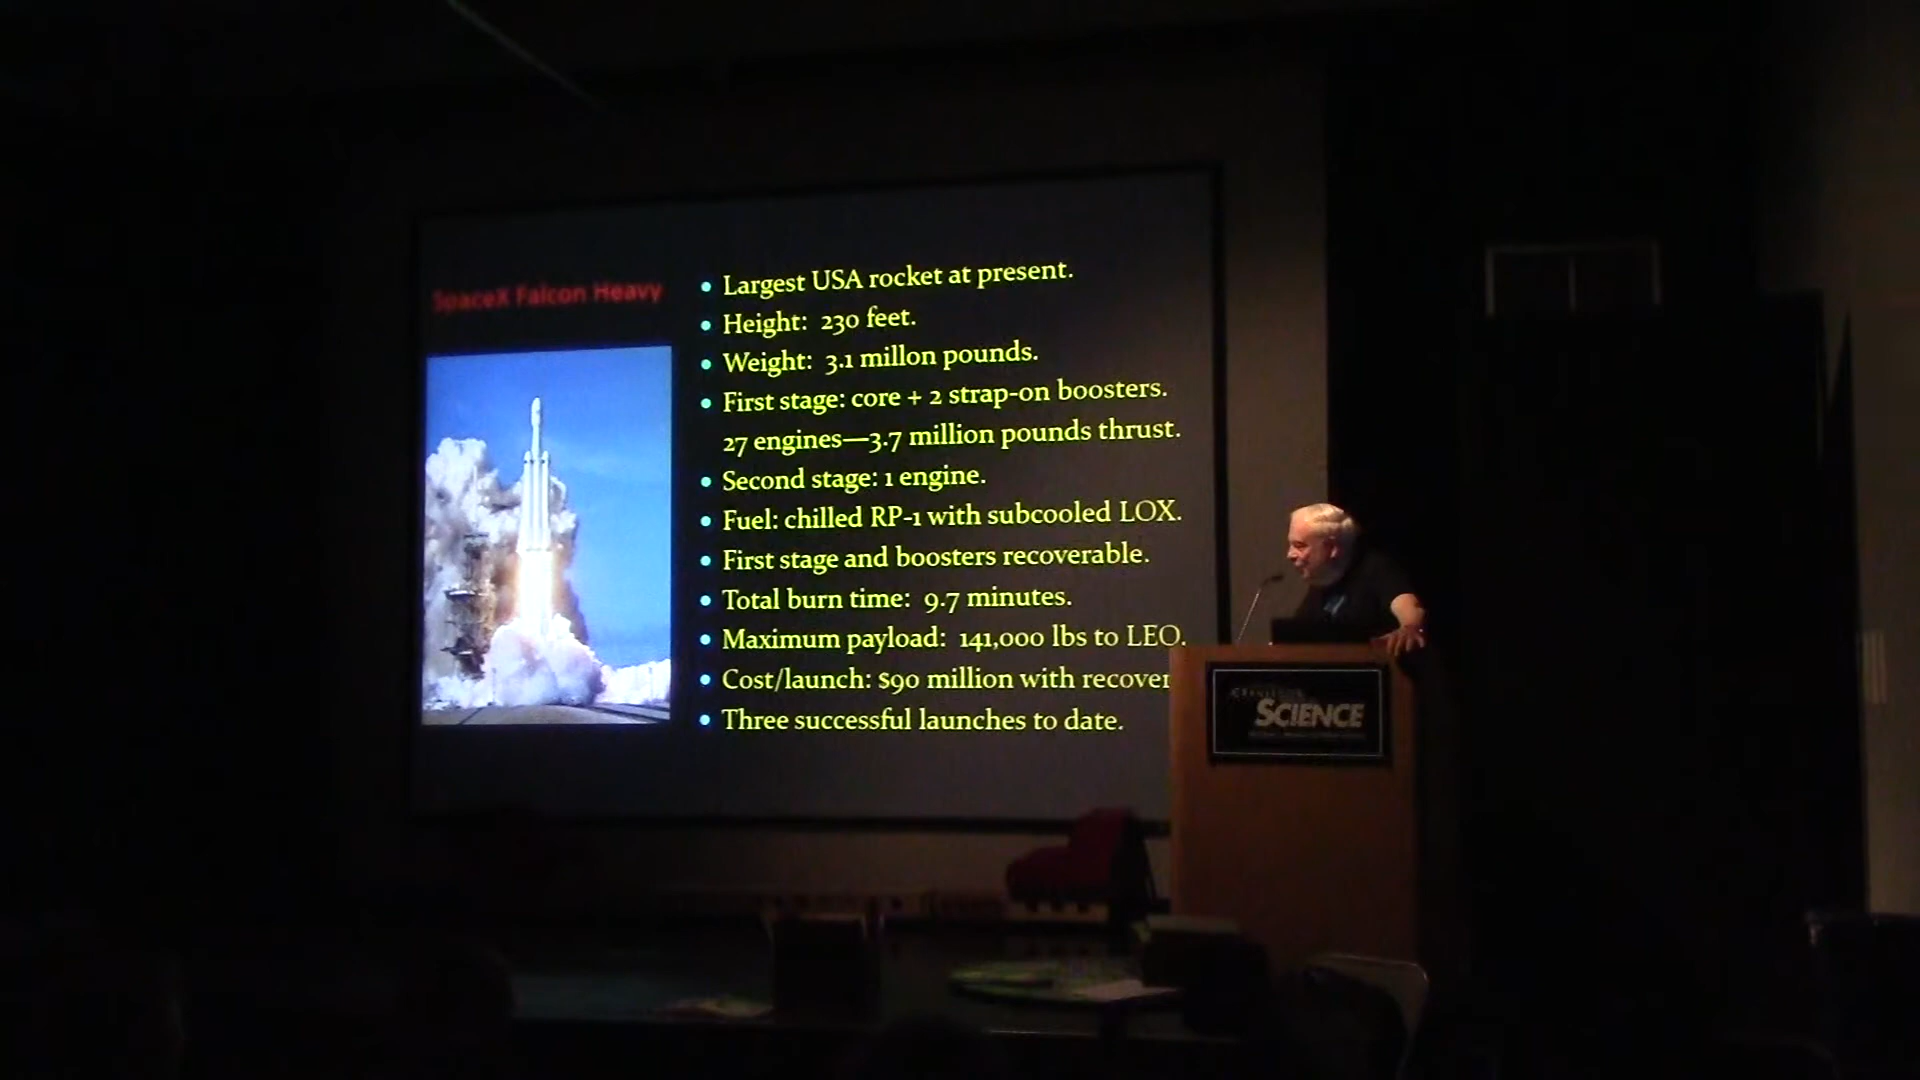 SpaceX Falcon Heavy
• Largest USA rocket at present.
• Height: 230 feet.
• Weight: 3.1 millon pounds.
• First stage: core + 2 strap-on boosters.
27 engines—3.7 million pounds thrust.
• Second stage: 1 engine.
• Fuel: chilled RP-1 with subcooled LOX.
• First stage and boosters recoverable.
• Total burn time: 9.7 minutes.
• Maximum payload: 141,000 lbs to LEO.
• Cost/launch: $90 million with recover
• Three successful launches to date.
SCIENCE